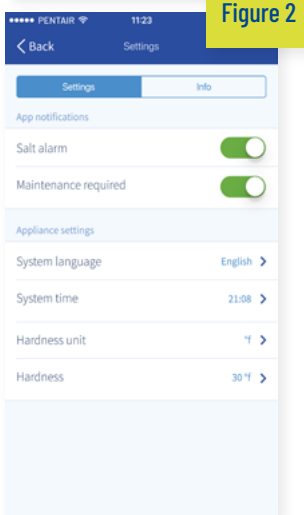 Figure 2
PENTAIR 11:23
Back Settings
Settings Info
App notifications
Salt alarm
Maintenance required
Appliance settings
System language English
System time 21:08
Hardness unit °f
Hardness 30 °f